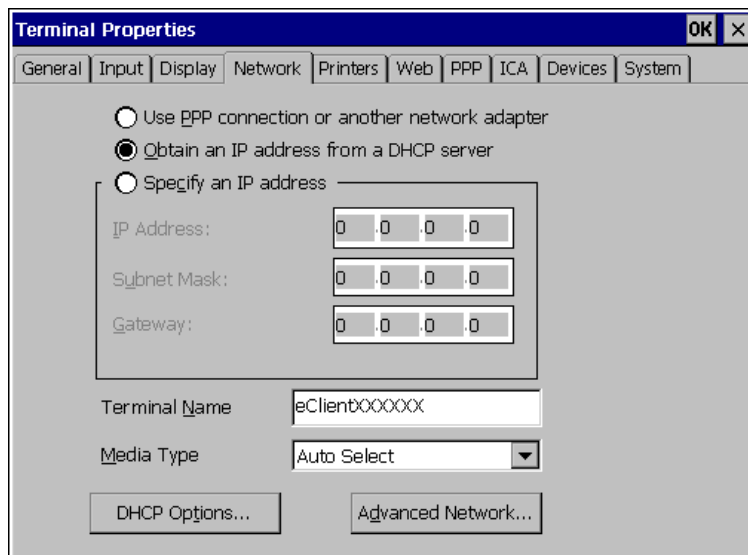 Terminal Properties OK ×
General Input Display Network Printers Web PPP ICA Devices System
Use PPP connection or another network adapter
Obtain an IP address from a DHCP server
Specify an IP address
IP Address: 0 .0 .0 .0
Subnet Mask: 0 .0 .0 .0
Gateway: 0 .0 .0 .0
Terminal Name eClientXXXXXX
Media Type Auto Select
DHCP Options... Advanced Network...